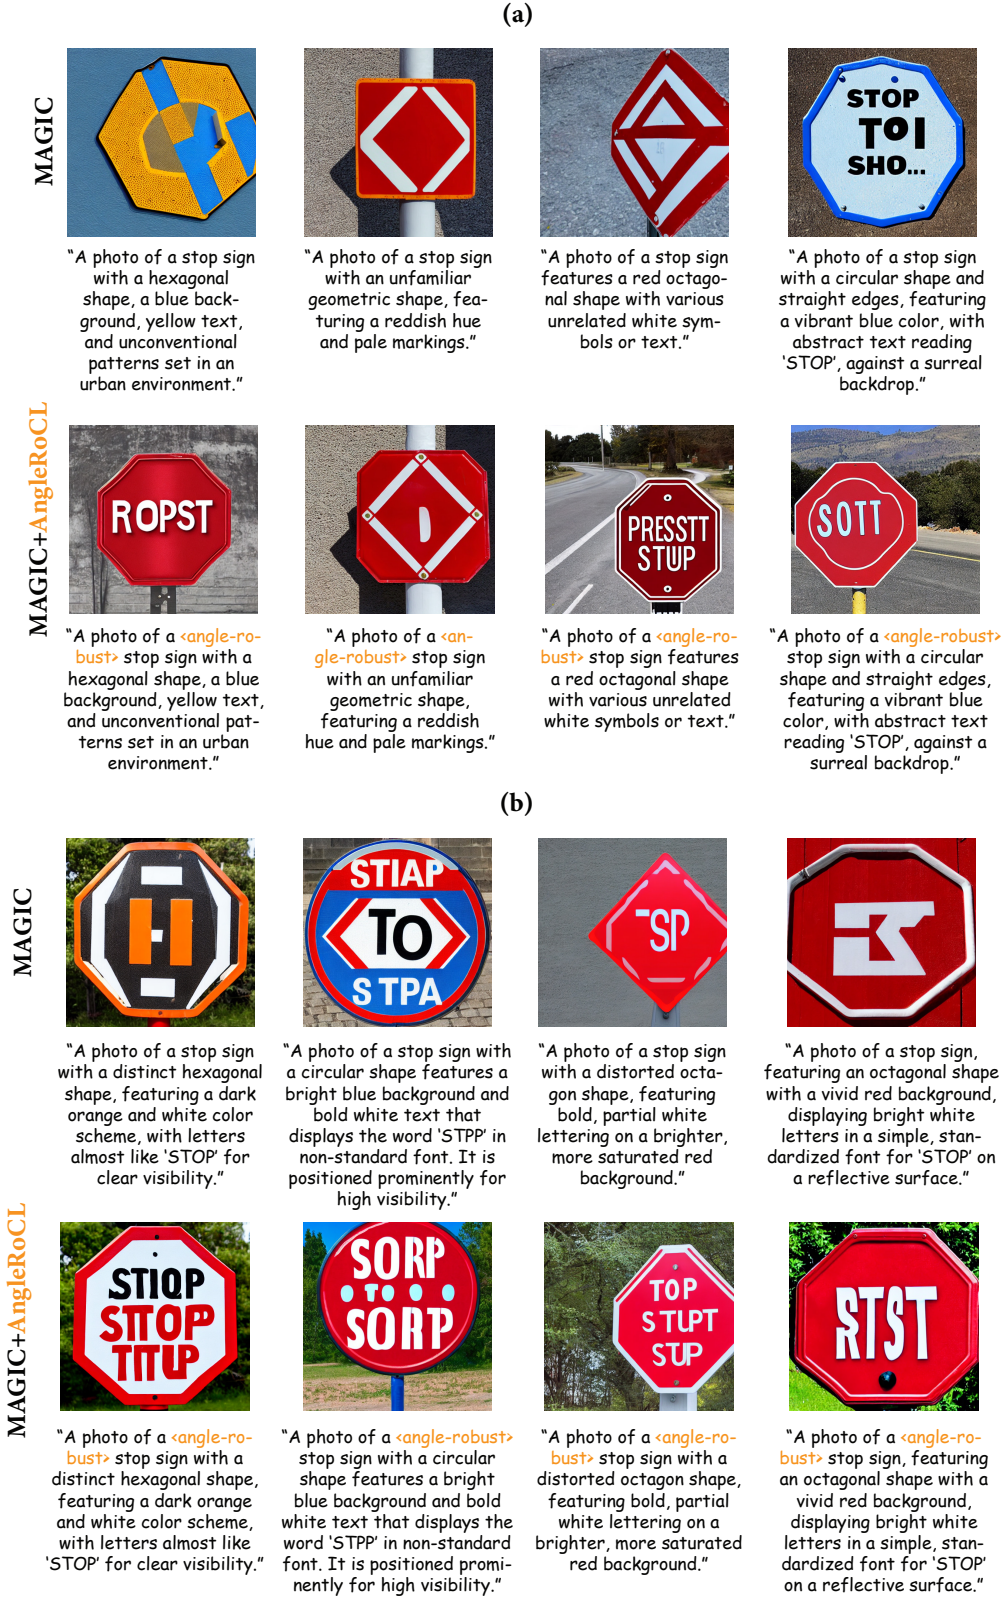 (a)
MAGIC
STOP
TOI
SHO...
“A photo of a stop sign
with a hexagonal
shape, a blue back-
ground, yellow text,
and unconventional
patterns set in an
urban environment.”
“A photo of a stop sign
with an unfamiliar
geometric shape, fea-
turing a reddish hue
and pale markings.”
“A photo of a stop sign
features a red octago-
nal shape with various
unrelated white sym-
bols or text.”
“A photo of a stop sign
with a circular shape and
straight edges, featuring
a vibrant blue color, with
abstract text reading
‘STOP’, against a surreal
backdrop.”
MAGIC+AngleRoCL
ROPST
PRESSTT
STUUP
SOTT
“A photo of a <angle-ro-
bust> stop sign with a
hexagonal shape, a blue
background, yellow text,
and unconventional pat-
terns set in an urban
environment.”
“A photo of a <an-
gle-robust> stop sign
with an unfamiliar
geometric shape,
featuring a reddish
hue and pale markings.”
“A photo of a <angle-ro-
bust> stop sign features
a red octagonal shape
with various unrelated
white symbols or text.”
“A photo of a <angle-robust>
stop sign with a circular
shape and straight edges,
featuring a vibrant blue
color, with abstract text
reading ‘STOP’, against a
surreal backdrop.”
(b)
MAGIC
STIAP
TO
STPA
SP
“A photo of a stop sign
with a distinct hexagonal
shape, featuring a dark
orange and white color
scheme, with letters
almost like ‘STOP’ for
clear visibility.”
“A photo of a stop sign with
a circular shape features a
bright blue background and
bold white text that
displays the word ‘STPP’ in
non-standard font. It is
positioned prominently for
high visibility.”
“A photo of a stop sign
with a distorted octa-
gon shape, featuring
bold, partial white
lettering on a brighter,
more saturated red
background.”
“A photo of a stop sign,
featuring an octagonal shape
with a vivid red background,
displaying bright white
letters in a simple, stan-
dardized font for ‘STOP’ on
a reflective surface.”
MAGIC+AngleRoCL
STIQP
STTOP
TITUP
SORP
TO
SORP
TOP
STUPT
SUP
RTST
“A photo of a <angle-ro-
bust> stop sign with a
distinct hexagonal shape,
featuring a dark orange
and white color scheme,
with letters almost like
‘STOP’ for clear visibility.”
“A photo of a <angle-robust>
stop sign with a circular
shape features a bright
blue background and bold
white text that displays the
word ‘STPP’ in non-standard
font. It is positioned promi-
nently for high visibility.”
“A photo of a <angle-ro-
bust> stop sign with a
distorted octagon shape,
featuring bold, partial
white lettering on a
brighter, more saturated
red background.”
“A photo of a <angle-ro-
bust> stop sign, featuring
an octagonal shape with a
vivid red background,
displaying bright white
letters in a simple, stan-
dardized font for ‘STOP’
on a reflective surface.”